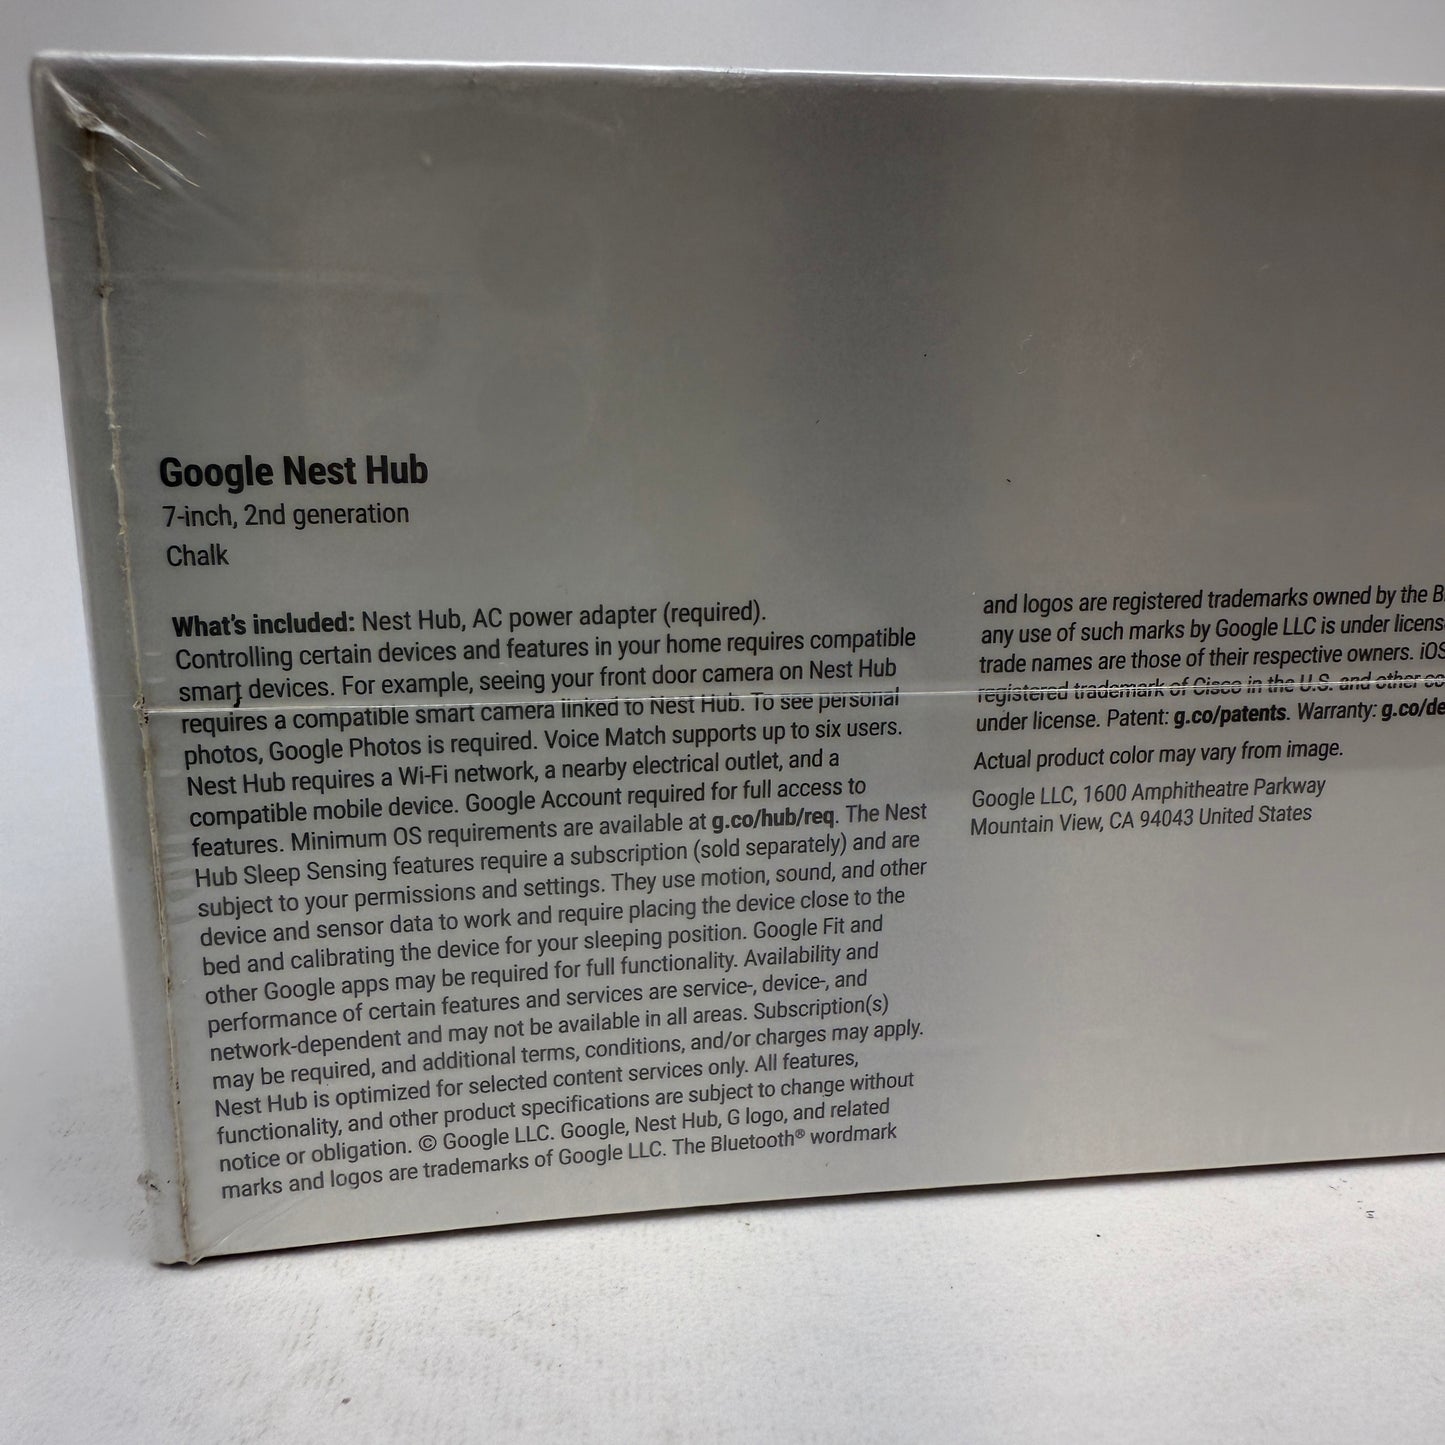 Google Nest Hub
7-inch, 2nd generation
Chalk
What's included: Nest Hub, AC power adapter (required).
Controlling certain devices and features in your home requires compatible
smart devices. For example, seeing your front door camera on Nest Hub
requires a compatible smart camera linked to Nest Hub. To see personal
photos, Google Photos is required. Voice Match supports up to six users.
Nest Hub requires a Wi-Fi network, a nearby electrical outlet, and a
compatible mobile device. Google Account required for full access to
features. Minimum OS requirements are available at g.co/hub/req. The Nest
Hub Sleep Sensing features require a subscription (sold separately) and are
subject to your permissions and settings. They use motion, sound, and other
device and sensor data to work and require placing the device close to the
bed and calibrating the device for your sleeping position. Google Fit and
other Google apps may be required for full functionality. Availability and
performance of certain features and services are service-, device-, and
network-dependent and may not be available in all areas. Subscription(s)
may be required, and additional terms, conditions, and/or charges may apply.
Nest Hub is optimized for selected content services only. All features,
functionality, and other product specifications are subject to change without
notice or obligation. © Google LLC. Google, Nest Hub, G logo, and related
marks and logos are trademarks of Google LLC. The Bluetooth® wordmark
and logos are registered trademarks owned by the
any use of such marks by Google LLC is under
trade names are those of their respective owners. iOS
registered trademark of Cisco in the U.S. and other
under license. Patent: g.co/patents. Warranty:
Actual product color may vary from image.
Google LLC, 1600 Amphitheatre Parkway
Mountain View, CA 94043 United States